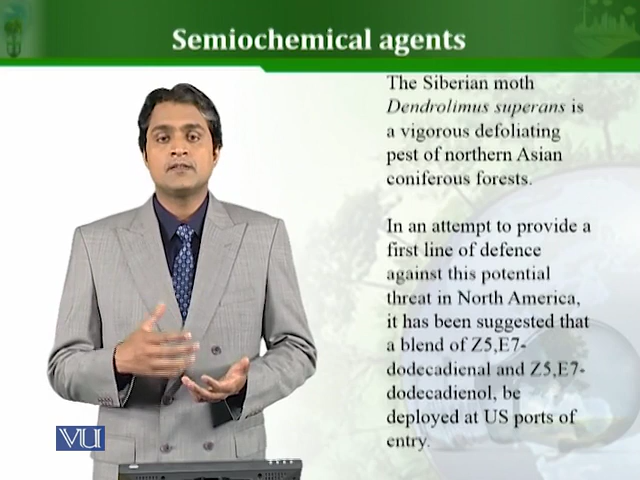 Semiochemical agents
The Siberian moth
Dendrolimus superans is
a vigorous defoliating
pest of northern Asian
coniferous forests.
In an attempt to provide a
first line of defence
against this potential
threat in North America,
it has been suggested that
a blend of Z5,E7-
dodecadienal and Z5,E7-
dodecadienol, be
deployed at US ports of
entry.
VU